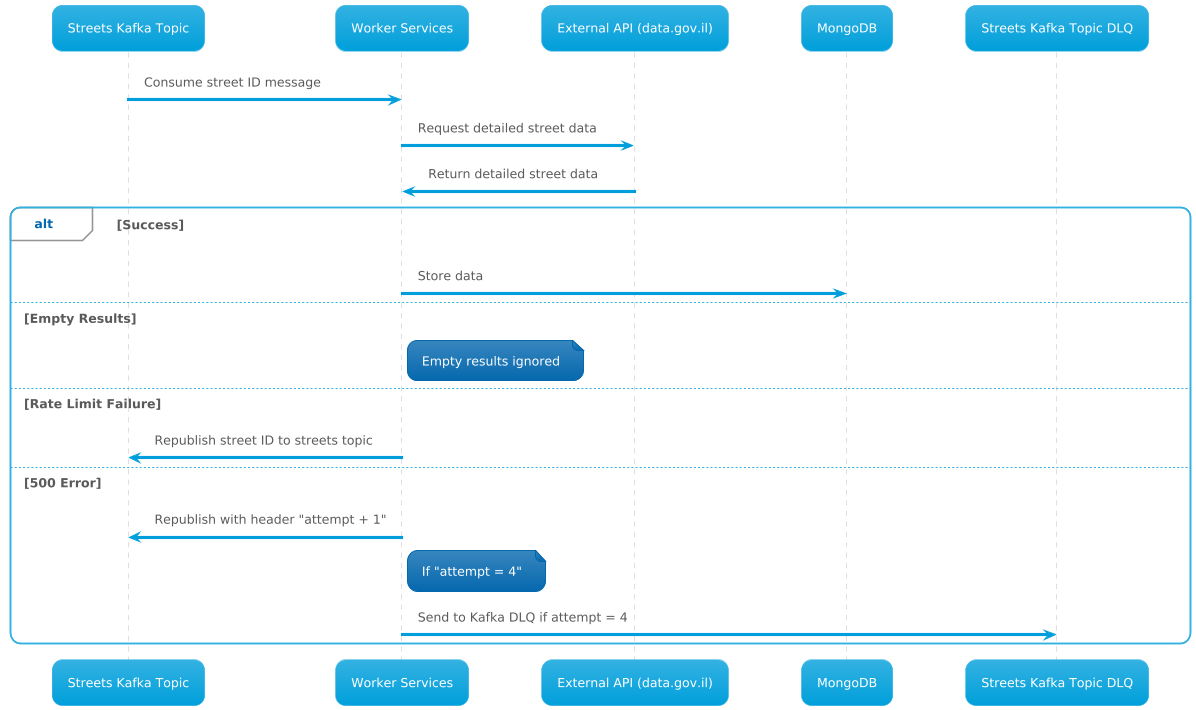 Streets Kafka Topic
Worker Services
External API (data.gov.il)
MongoDB
Streets Kafka Topic DLQ
Consume street ID message
Request detailed street data
Return detailed street data
alt
[Success]
Store data
[Empty Results]
Empty results ignored
[Rate Limit Failure]
Republish street ID to streets topic
[500 Error]
Republish with header "attempt + 1"
If "attempt = 4"
Send to Kafka DLQ if attempt = 4
Streets Kafka Topic
Worker Services
External API (data.gov.il)
MongoDB
Streets Kafka Topic DLQ